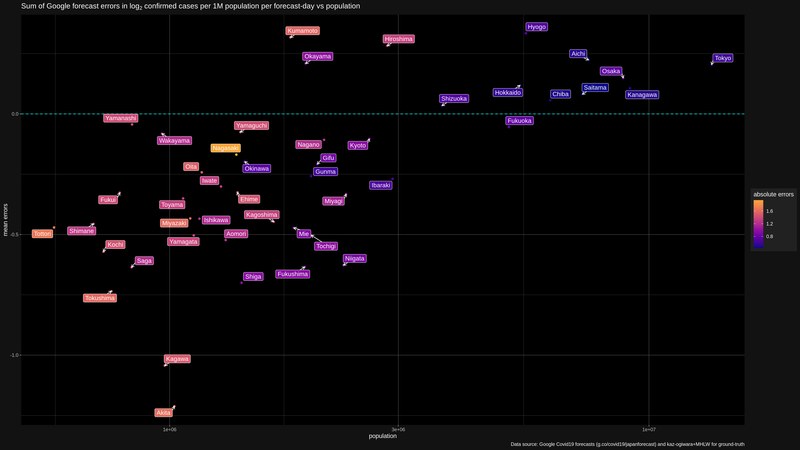 Sum of Google forecast errors in log2 confirmed cases per 1M population per forecast-day vs population
Kumamoto
Hyogo
Hiroshima
Okayama
Aichi
Tokyo
Osaka
Saitama
Hokkaido
Chiba
Kanagawa
Shizuoka
0.0
Yamanashi
Fukuoka
Yamaguchi
Wakayama
Nagano
Kyoto
Nagasaki
Gifu
Oita
Okinawa
Gunma
Iwate
Ibaraki
absolute errors
1.6
1.2
0.8
Fukui
Ehime
Miyagi
Toyama
Kagoshima
mean errors
Miyazaki
Ishikawa
-0.5
Tottori
Shimane
Aomori
Mie
Yamagata
Kochi
Tochigi
Saga
Niigata
Shiga
Fukushima
Tokushima
-1.0
Kagawa
Akita
1e+06
3e+06
1e+07
population
Data source: Google Covid19 forecasts (g.co/covid19/japanforecast) and kaz-ogiwara+MHLW for ground-truth